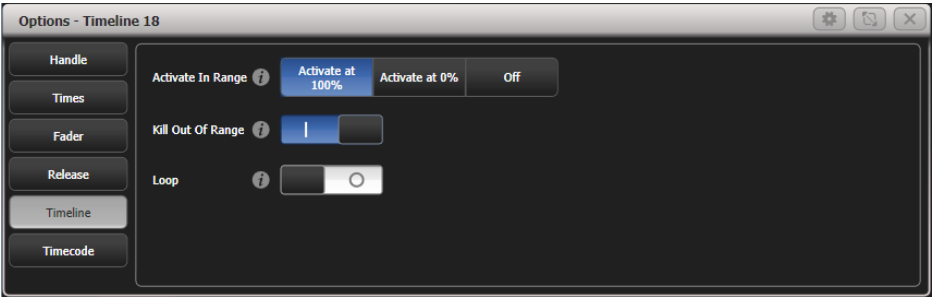 Options - Timeline 18
Handle
Times
Fader
Release
Timeline
Timecode
Activate In Range
Activate at
100%
Activate at 0%
Off
Kill Out Of Range
Loop